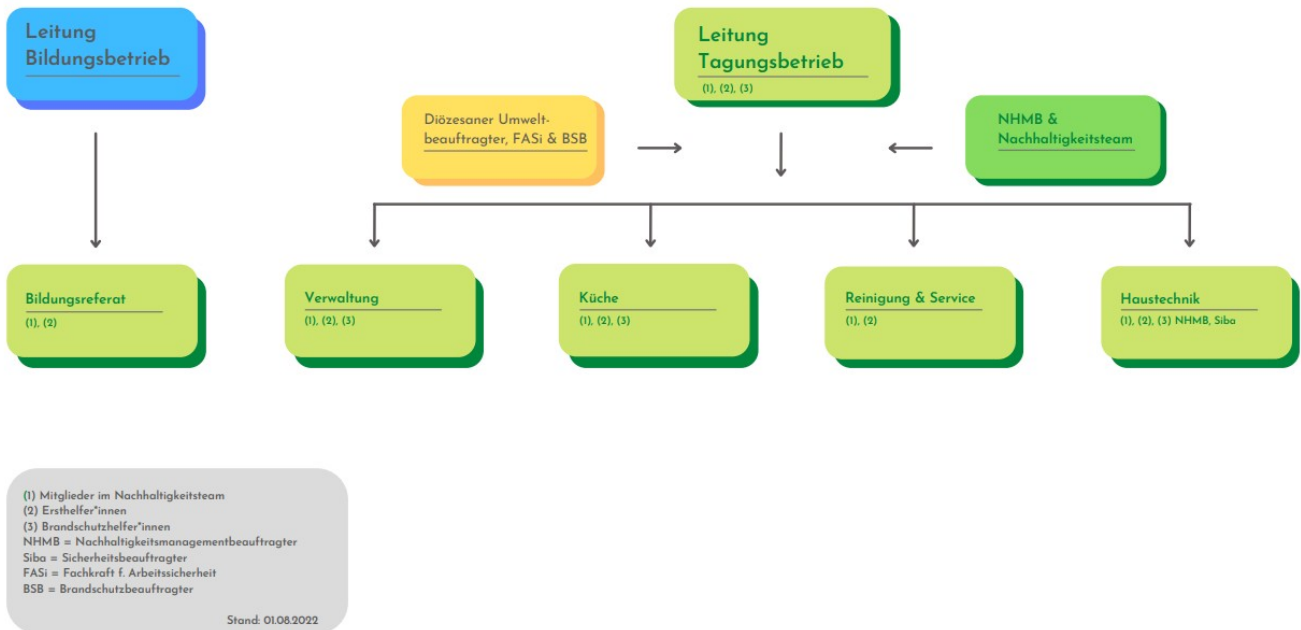 Leitung
Bildungsbetrieb
Leitung
Tagungsbetrieb
(1), (2), (3)
Diözesaner Umwelt-
beauftragter, FASi & BSB
NHMB &
Nachhaltigkeitsteam
Bildungsreferat
(1), (2)
Verwaltung
(1), (2), (3)
Küche
(1), (2), (3)
Reinigung & Service
(1), (2)
Haustechnik
(1), (2), (3) NHMB, Siba
(1) Mitglieder im Nachhaltigkeitsteam
(2) Ersthelfer*innen
(3) Brandschutzhelfer*innen
NHMB = Nachhaltigkeitsmanagementbeauftragter
Siba = Sicherheitsbeauftragter
FASi = Fachkraft f. Arbeitssicherheit
BSB = Brandschutzbeauftragter
Stand: 01.08.2022